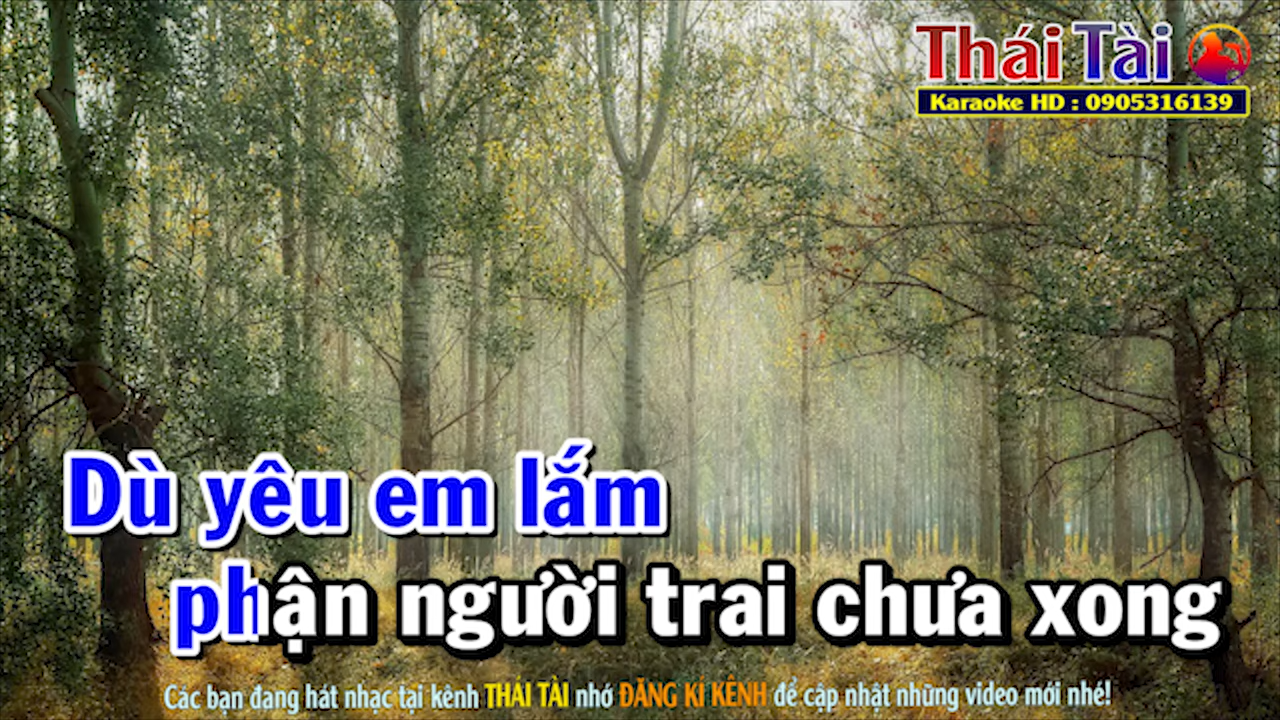 Thái Tài
Karaoke HD : 0905316139
Dù yêu em lắm
phận người trai chưa xong
Các bạn đang hát nhạc tại kênh THÁI TÀI nhớ ĐĂNG KÍ KÊNH để cập nhật những video mới nhé!